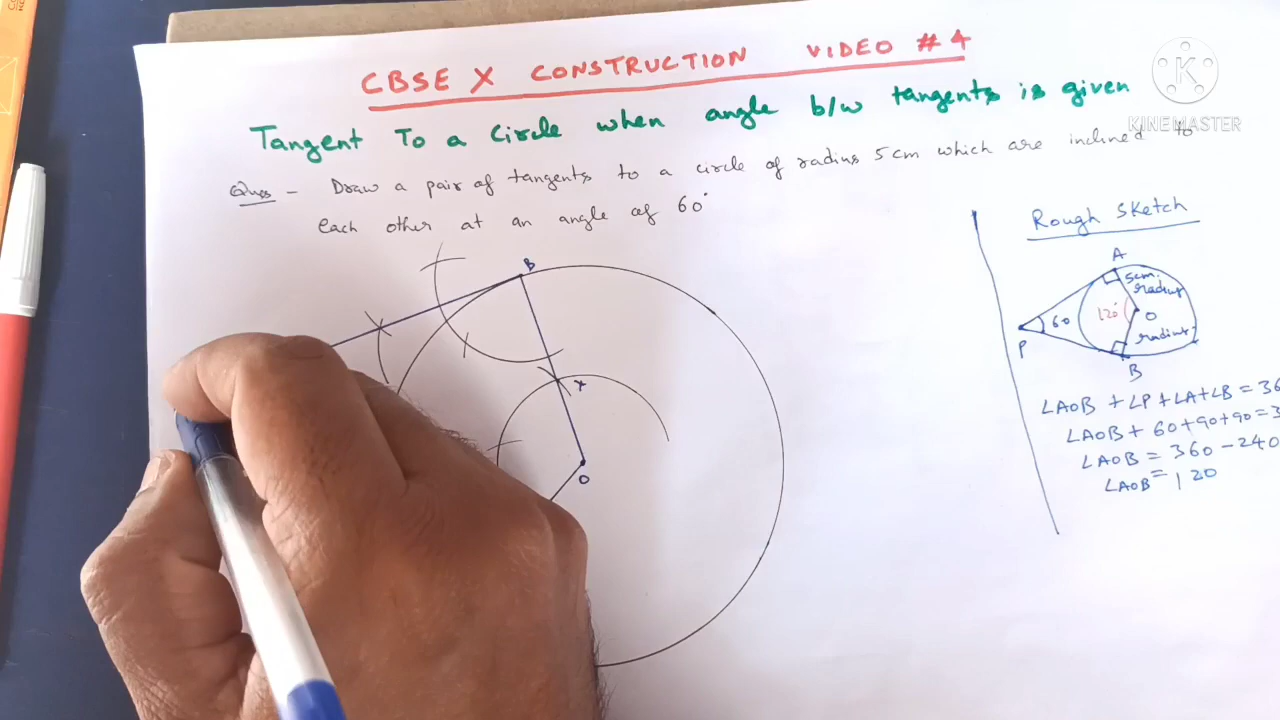 CBSE X CONSTRUCTION VIDEO # 4
Tangent To a Circle when angle b/w tangents is given
K
KINEMASTER
Ques - Draw a pair of tangents to a circle of radius 5cm which are inclined to
each other at an angle of 60°
B
X
O
Rough Sketch
A
5cm.
radius
120°
O
60
P
radius
B
∠AOB + ∠P + ∠A + ∠B = 36
∠AOB + 60+90+90=3
∠AOB = 360 - 240
∠AOB = 120